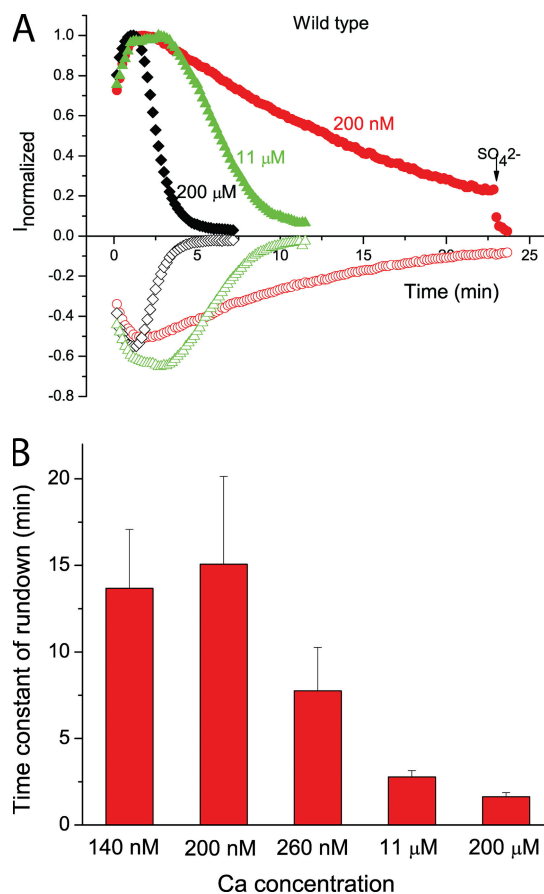 A
Wild type
1.0
0.8
0.6
0.4
0.2
0.0
-0.2
-0.4
-0.6
-0.8
Inormalized
200 nM
11 μM
200 μM
SO₄²⁻
0 5 10 15 20 25
Time (min)
B
20
15
10
5
0
Time constant of rundown (min)
140 nM 200 nM 260 nM 11 μM 200 μM
Ca concentration